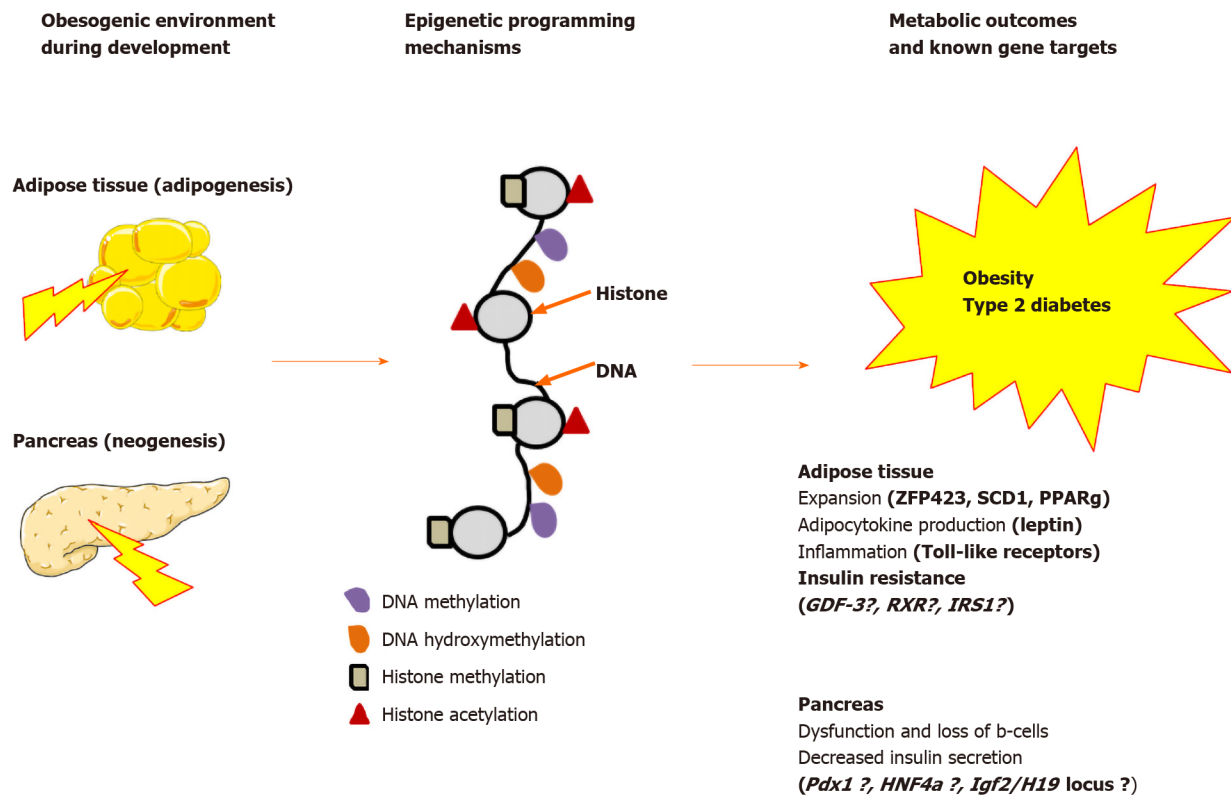 Obesogenic environment
during development
Epigenetic programming
mechanisms
Metabolic outcomes
and known gene targets
Adipose tissue (adipogenesis)
Pancreas (neogenesis)
Histone
DNA
DNA methylation
DNA hydroxymethylation
Histone methylation
Histone acetylation
Obesity
Type 2 diabetes
Adipose tissue
Expansion (ZFP423, SCD1, PPARg)
Adipocytokine production (leptin)
Inflammation (Toll-like receptors)
Insulin resistance
(GDF-3?, RXR?, IRS1?)
Pancreas
Dysfunction and loss of b-cells
Decreased insulin secretion
(Pdx1 ?, HNF4a ?, Igf2/H19 locus ?)